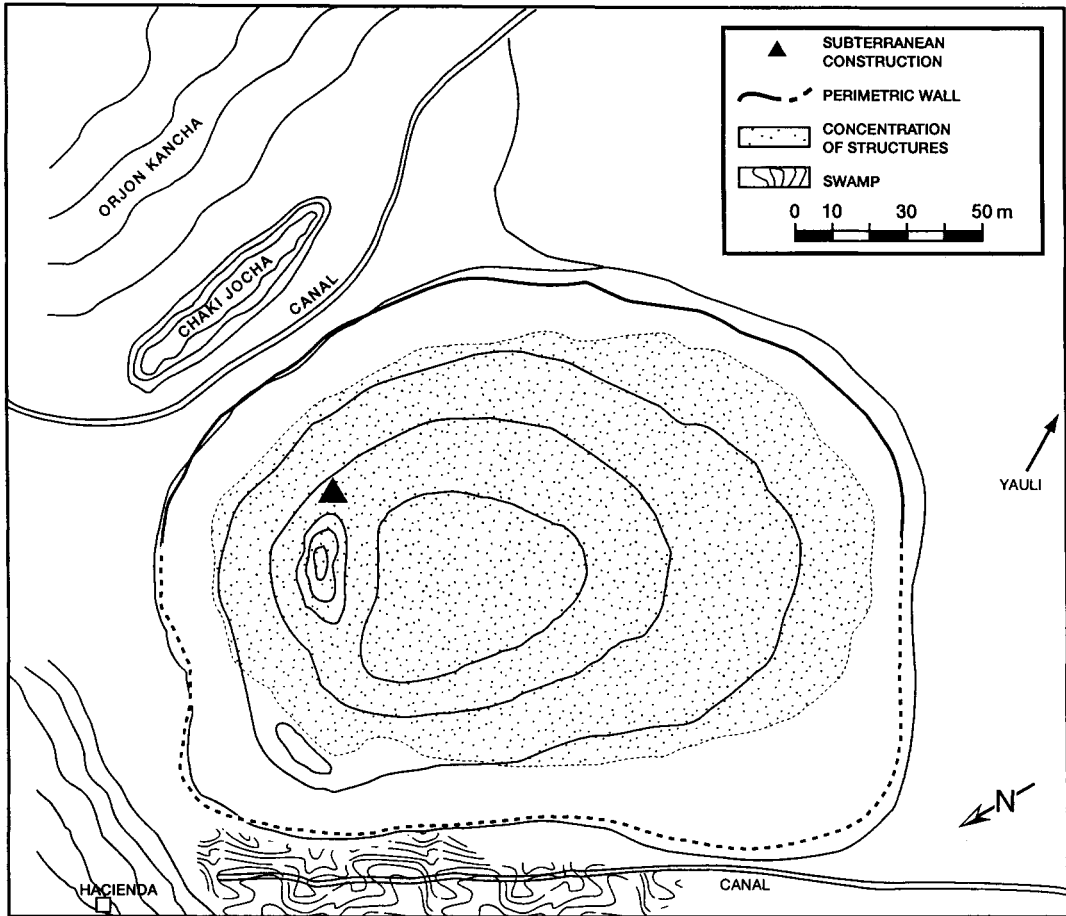 SUBTERRANEAN
CONSTRUCTION
PERIMETRIC WALL
CONCENTRATION
OF STRUCTURES
SWAMP
0 10 30 50 m
ORJON KANCHA
CHAKI JOCHA
CANAL
YAULI
N
HACIENDA
CANAL